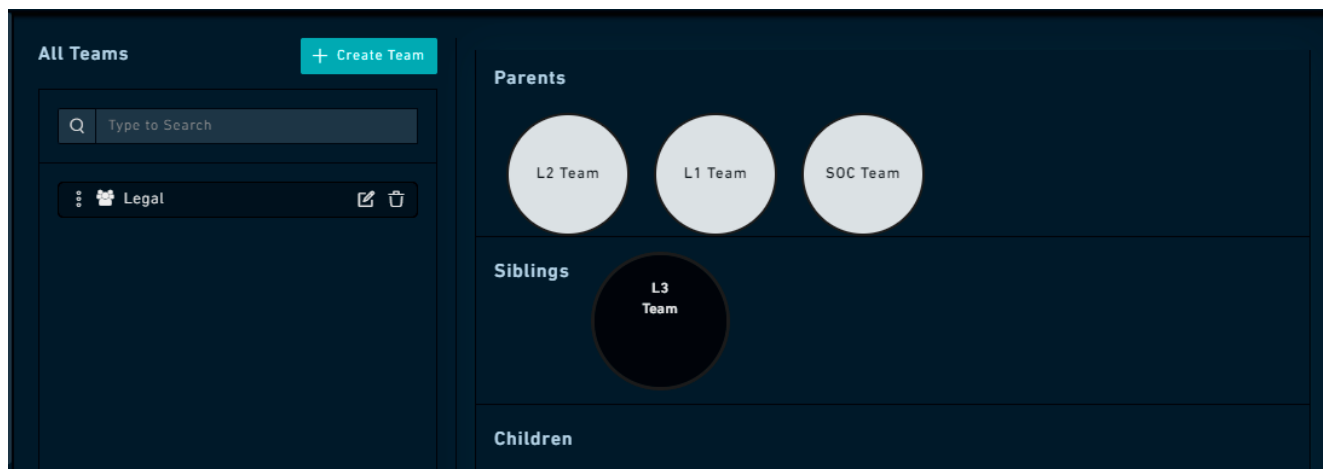 All Teams
+ Create Team
Type to Search
Legal
Parents
L2 Team
L1 Team
SOC Team
Siblings
L3
Team
Children